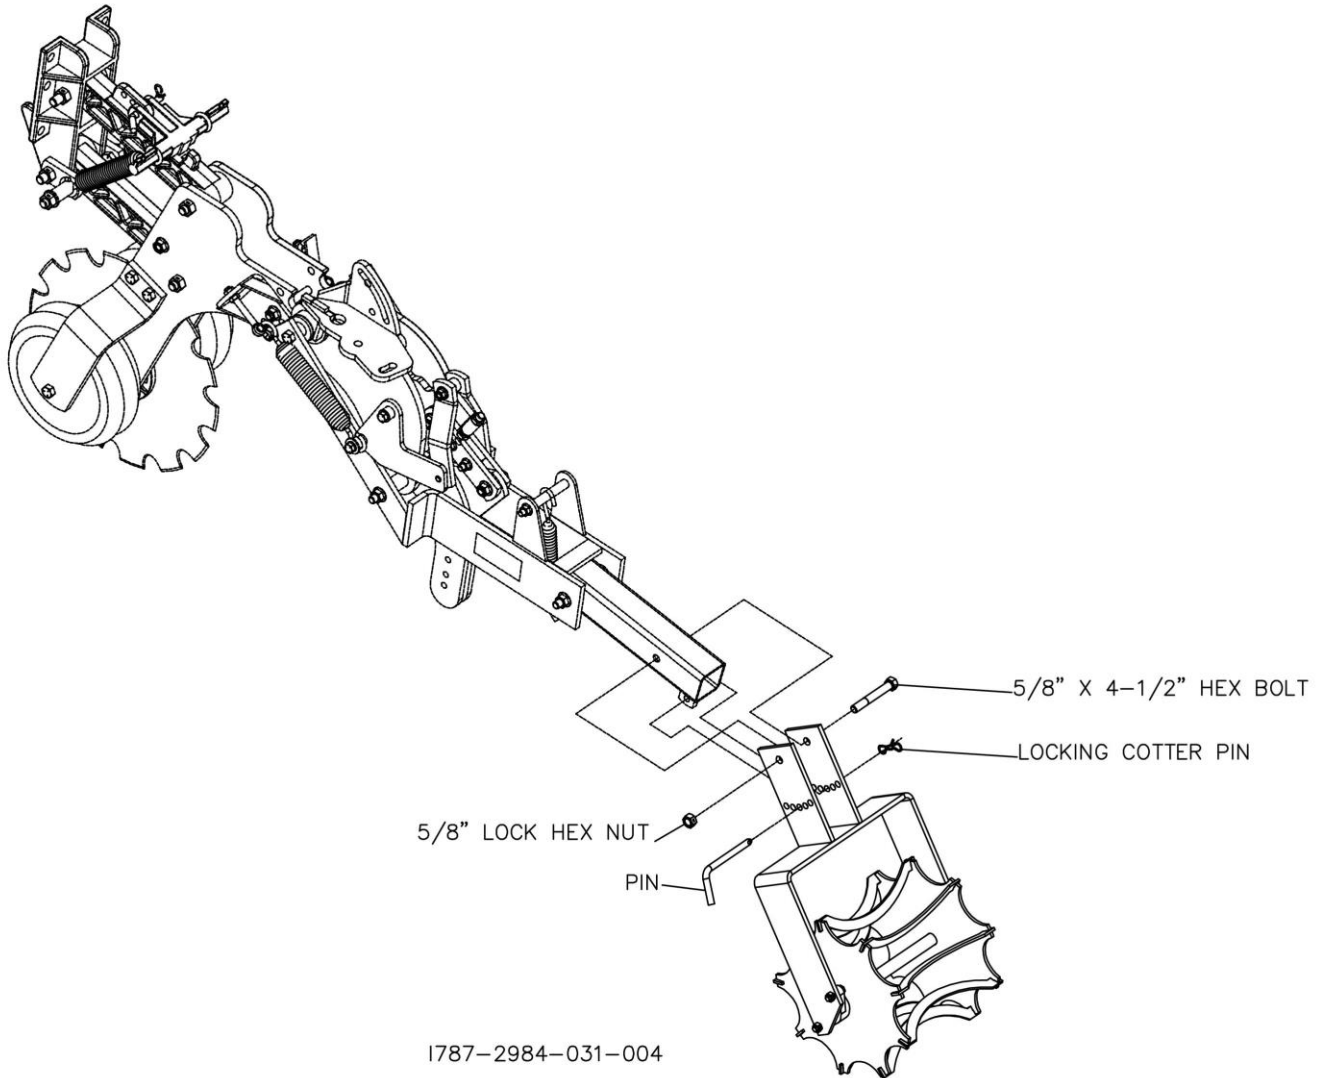 5/8” X 4-1/2” HEX BOLT
LOCKING COTTER PIN
5/8” LOCK HEX NUT
PIN
1787-2984-031-004